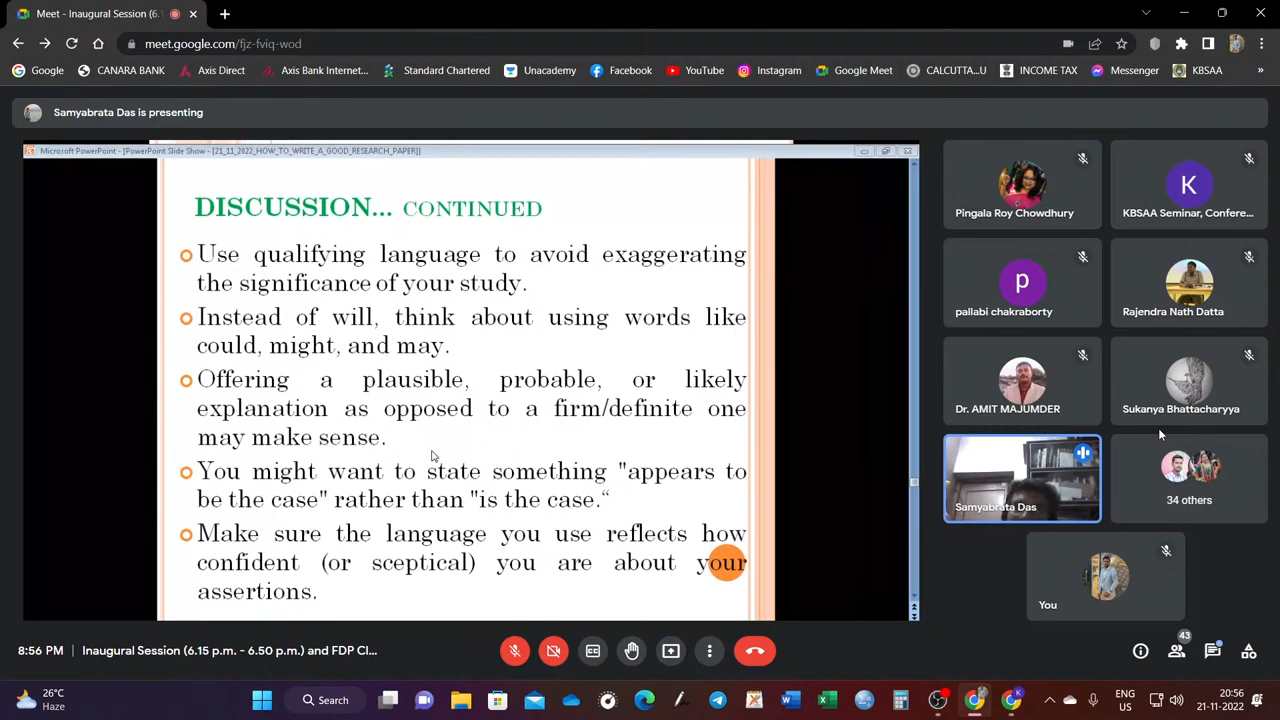 Meet - Inaugural Session (6.1
meet.google.com/fjz-fviq-wod
Google
CANARA BANK
Axis Direct
Axis Bank Internet...
Standard Chartered
Unacademy
Facebook
YouTube
Instagram
Google Meet
CALCUTTA...U
INCOME TAX
Messenger
KBSAA
»
Samyabrata Das is presenting
Microsoft PowerPoint - [PowerPoint Slide Show - [21_11_2022_HOW_TO_WRITE_A_GOOD_RESEARCH_PAPER]]
DISCUSSION... CONTINUED
Use qualifying language to avoid exaggerating
the significance of your study.
Instead of will, think about using words like
could, might, and may.
Offering a plausible, probable, or likely
explanation as opposed to a firm/definite one
may make sense.
You might want to state something "appears to
be the case" rather than "is the case.“
Make sure the language you use reflects how
confident (or sceptical) you are about your
assertions.
Pingala Roy Chowdhury
K
KBSAA Seminar, Confere...
p
pallabi chakraborty
Rajendra Nath Datta
Dr. AMIT MAJUMDER
Sukanya Bhattacharyya
Samyabrata Das
34 others
You
8:56 PM
Inaugural Session (6.15 p.m. - 6.50 p.m.) and FDP Cl...
43
26°C
Haze
Search
ENG
US
20:56
21-11-2022